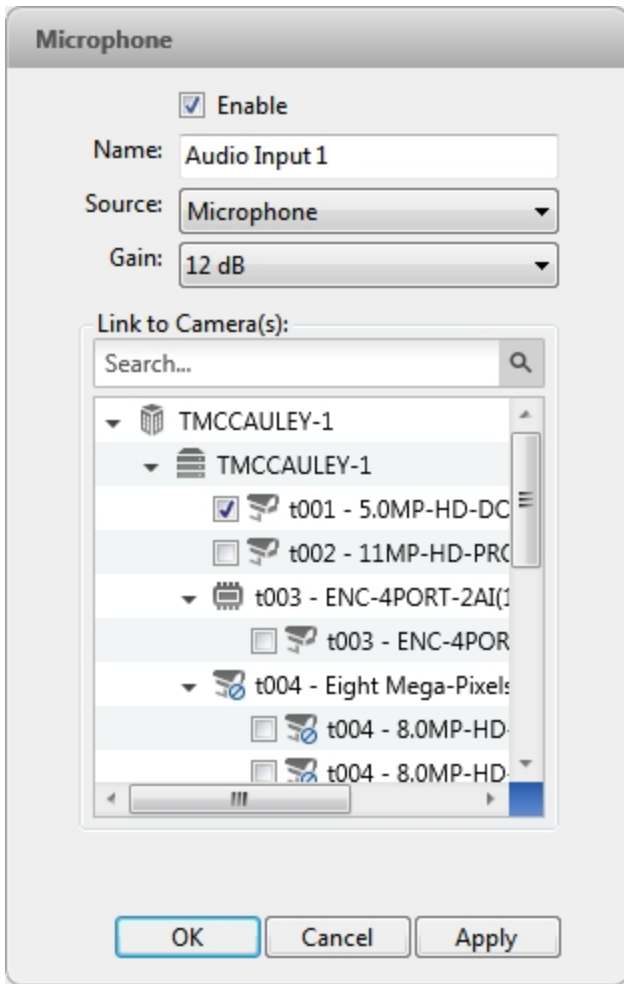 Microphone
Enable
Name: Audio Input 1
Source: Microphone
Gain: 12 dB
Link to Camera(s):
Search...
TMCCAULEY-1
TMCCAULEY-1
t001 - 5.0MP-HD-DO
t002 - 11MP-HD-PRO
t003 - ENC-4PORT-2AI(1
t003 - ENC-4POR
t004 - Eight Mega-Pixels
t004 - 8.0MP-HD-
t004 - 8.0MP-HD-
OK Cancel Apply